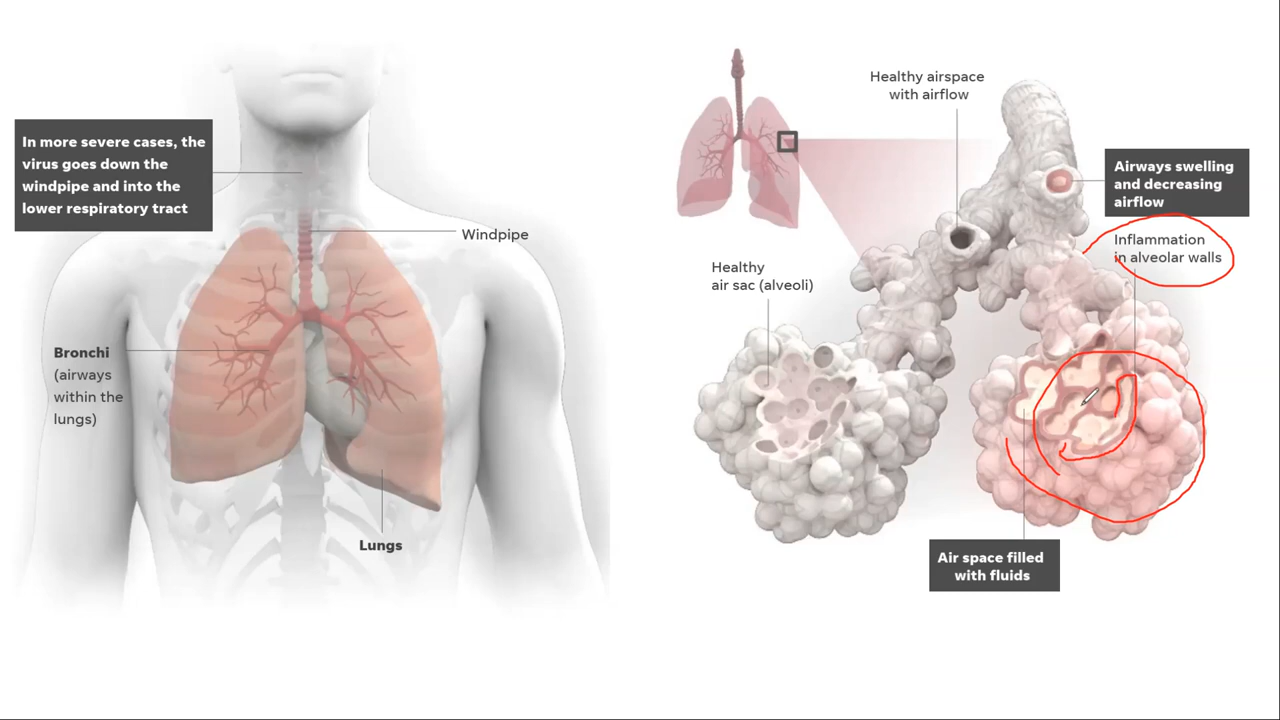 In more severe cases, the
virus goes down the
windpipe and into the
lower respiratory tract
Windpipe
Bronchi
(airways
within the
lungs)
Lungs
Healthy airspace
with airflow
Airways swelling
and decreasing
airflow
Inflammation
in alveolar walls
Healthy
air sac (alveoli)
Air space filled
with fluids